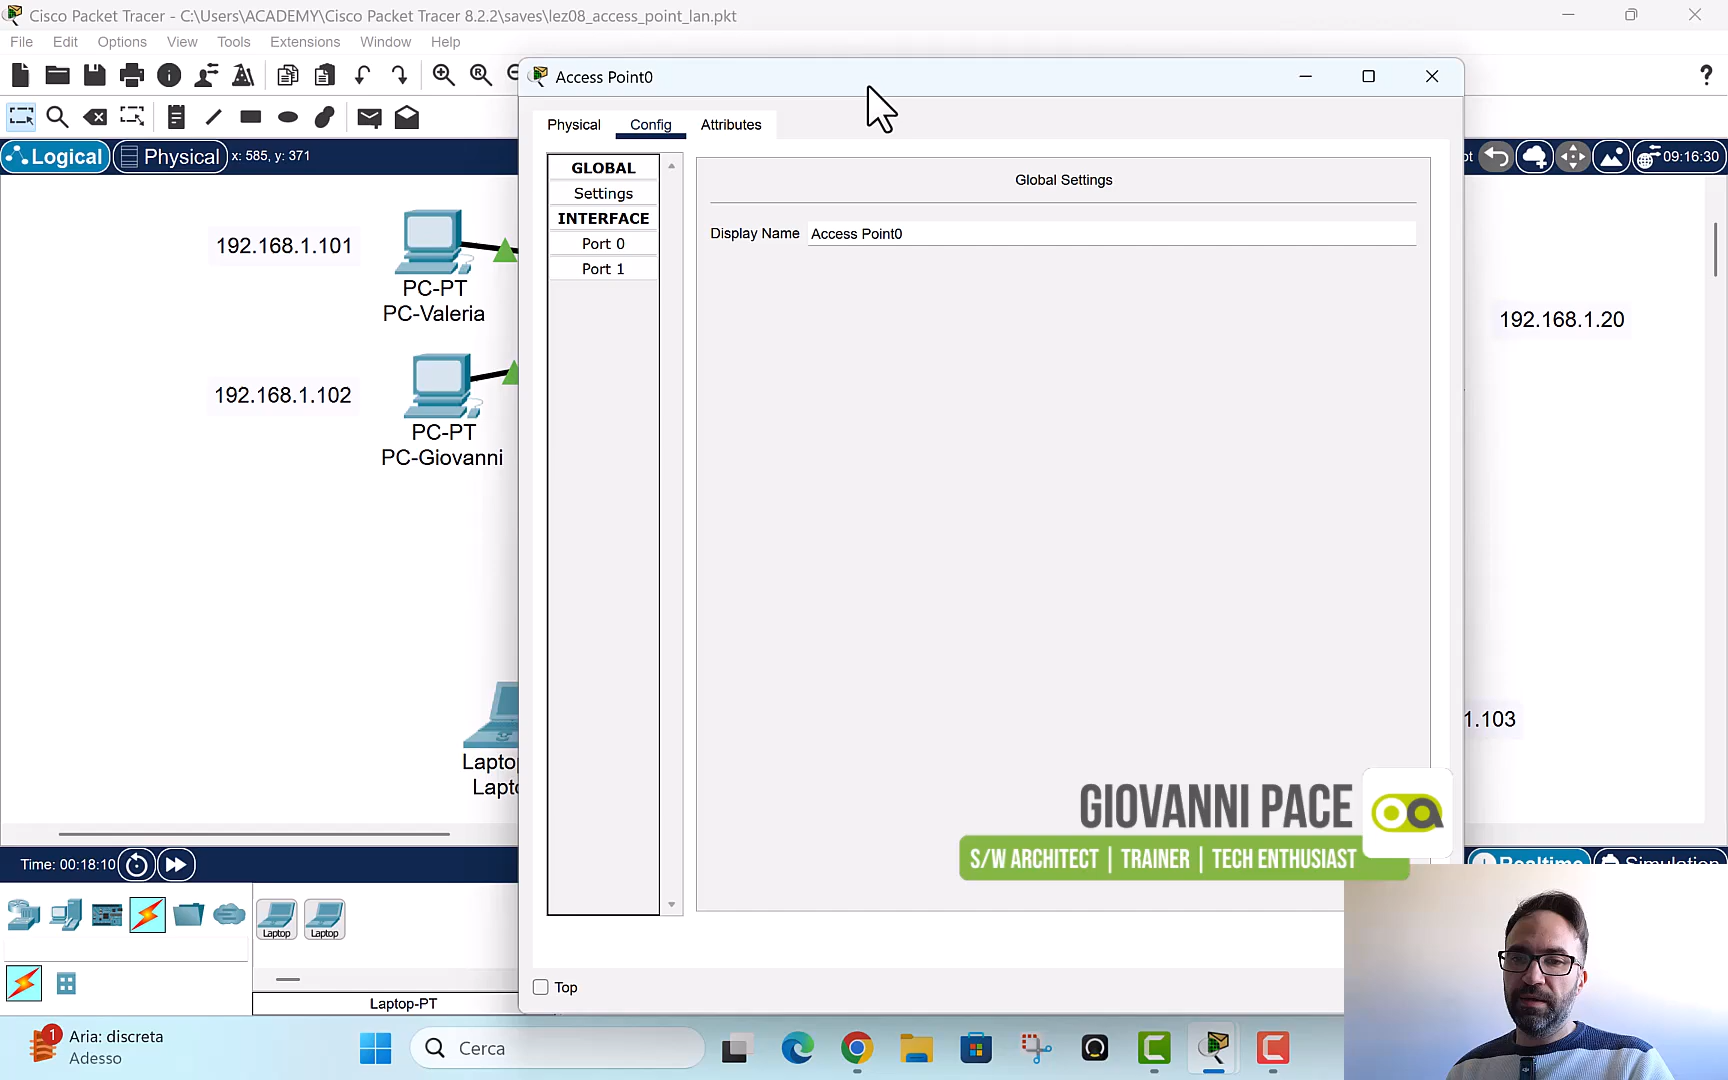 Cisco Packet Tracer - C:\Users\ACADEMY\Cisco Packet Tracer 8.2.2\saves\lez08_access_point_lan.pkt
File Edit Options View Tools Extensions Window Help
Access Point0
Physical Config Attributes
Logical Physical x: 585, y: 371
09:16:30
GLOBAL
Settings
INTERFACE
Port 0
Port 1
Global Settings
Display Name Access Point0
192.168.1.101
PC-PT
PC-Valeria
192.168.1.102
PC-PT
PC-Giovanni
192.168.1.20
1.103
GIOVANNI PACE
S/W ARCHITECT | TRAINER | TECH ENTHUSIAST
Time: 00:18:10
Realtime Simulation
Laptop Laptop
Top
Laptop-PT
1
Aria: discreta
Adesso
Cerca